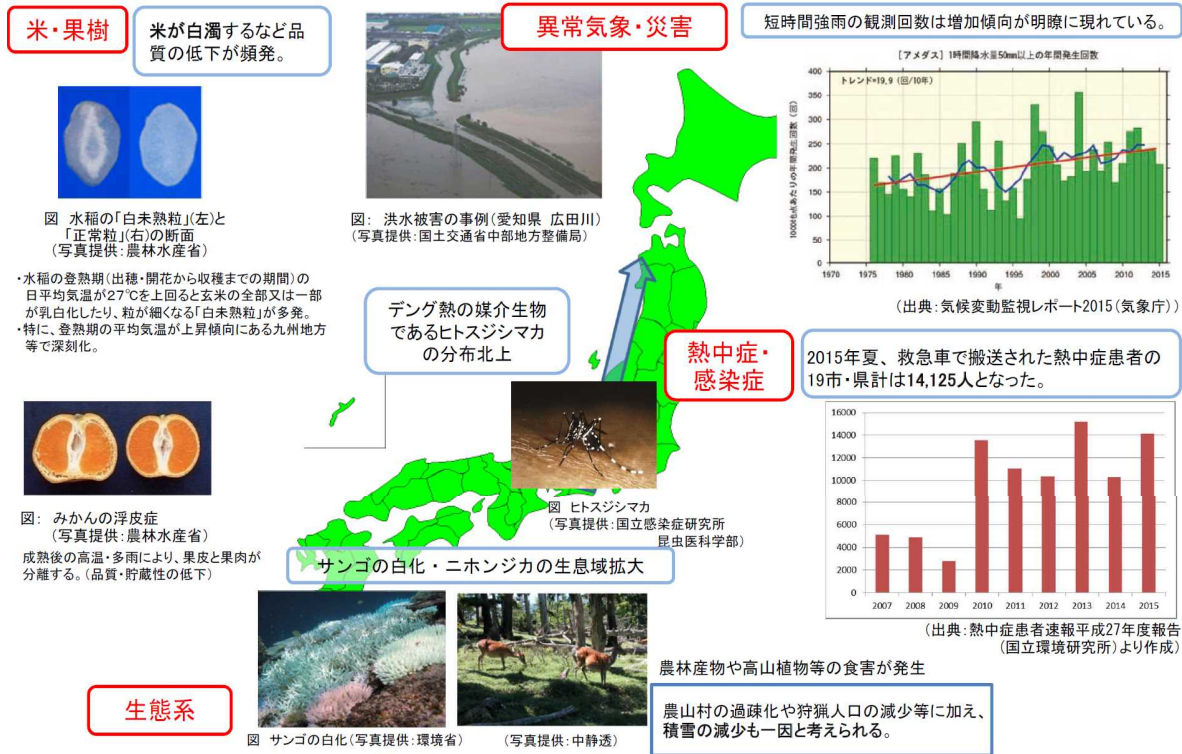 米・果樹
米が白濁するなど品
質の低下が頻発。
図 水稲の「白未熟粒」(左)と
「正常粒」(右)の断面
(写真提供:農林水産省)
・水稲の登熟期(出穂・開花から収穫までの期間)の
日平均気温が27℃を上回ると玄米の全部又は一部
が乳白化したり、粒が細くなる「白未熟粒」が多発。
・特に、登熟期の平均気温が上昇傾向にある九州地方
等で深刻化。
図: みかんの浮皮症
(写真提供:農林水産省)
成熟後の高温・多雨により、果皮と果肉が
分離する。(品質・貯蔵性の低下)
異常気象・災害
図: 洪水被害の事例(愛知県 広田川)
(写真提供:国土交通省中部地方整備局)
短時間強雨の観測回数は増加傾向が明瞭に現れている。
[アメダス] 1時間降水量50mm以上の年間発生回数
トレンド=19.9 (回/10年)
1000地点あたりの年間発生回数 (回)
400
350
300
250
200
150
100
50
0
1970 1975 1980 1985 1990 1995 2000 2005 2010 2015
年
(出典:気候変動監視レポート2015(気象庁))
デング熱の媒介生物
であるヒトスジシマカ
の分布北上
熱中症・
感染症
図 ヒトスジシマカ
(写真提供:国立感染症研究所
昆虫医科学部)
2015年夏、救急車で搬送された熱中症患者の
19市・県計は14,125人となった。
16000
14000
12000
10000
8000
6000
4000
2000
0
2007 2008 2009 2010 2011 2012 2013 2014 2015
(出典:熱中症患者速報平成27年度報告
(国立環境研究所)より作成)
サンゴの白化・ニホンジカの生息域拡大
生態系
図 サンゴの白化(写真提供:環境省)
(写真提供:中静透)
農林産物や高山植物等の食害が発生
農山村の過疎化や狩猟人口の減少等に加え、
積雪の減少も一因と考えられる。